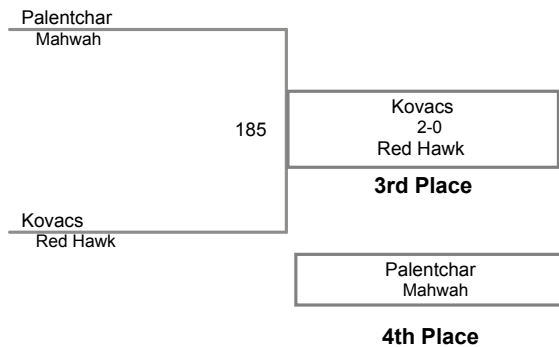 Palentchar
Mahwah
185
Kovacs
2-0
Red Hawk
3rd Place
Kovacs
Red Hawk
Palentchar
Mahwah
4th Place